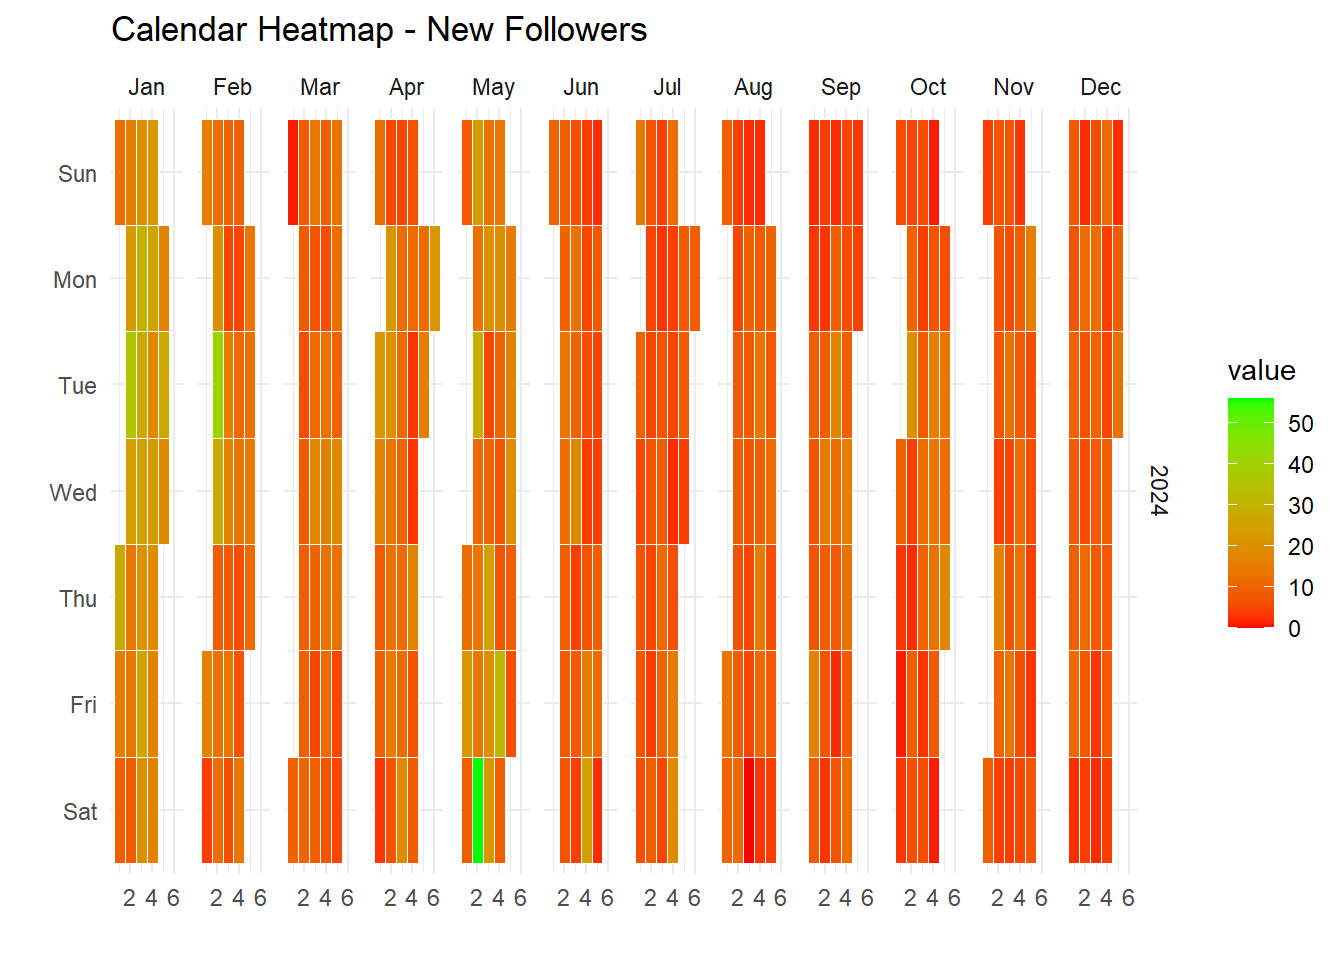 Calendar Heatmap - New Followers
Jan Feb Mar Apr May Jun Jul Aug Sep Oct Nov Dec
Sun
Mon
Tue
Wed
Thu
Fri
Sat
2 4 6 2 4 6 2 4 6 2 4 6 2 4 6 2 4 6 2 4 6 2 4 6 2 4 6 2 4 6 2 4 6 2 4 6
2024
value
50
40
30
20
10
0